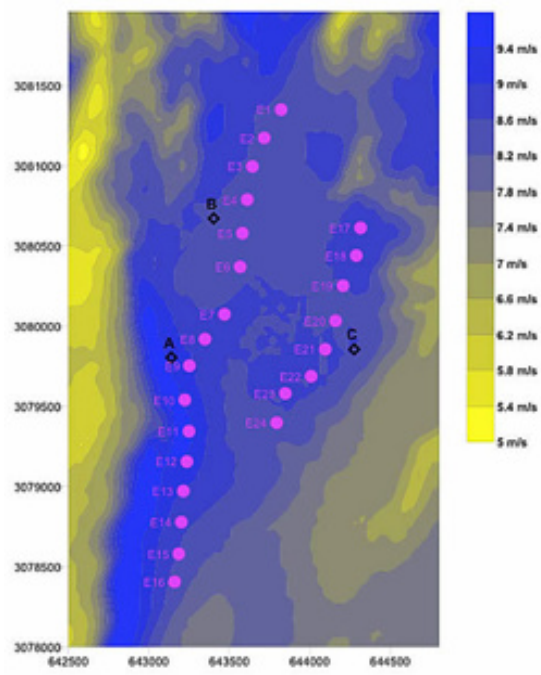 3081500
3081000
3080500
3080000
3079500
3079000
3078500
3078000
642500 643000 643500 644000 644500
E1
E2
E3
E4
B
E5
E6
E7
E8
A
E9
E10
E11
E12
E13
E14
E15
E16
E17
E18
E19
E20
C
E21
E22
E23
E24
9.4 m/s
9 m/s
8.6 m/s
8.2 m/s
7.8 m/s
7.4 m/s
7 m/s
6.6 m/s
6.2 m/s
5.8 m/s
5.4 m/s
5 m/s